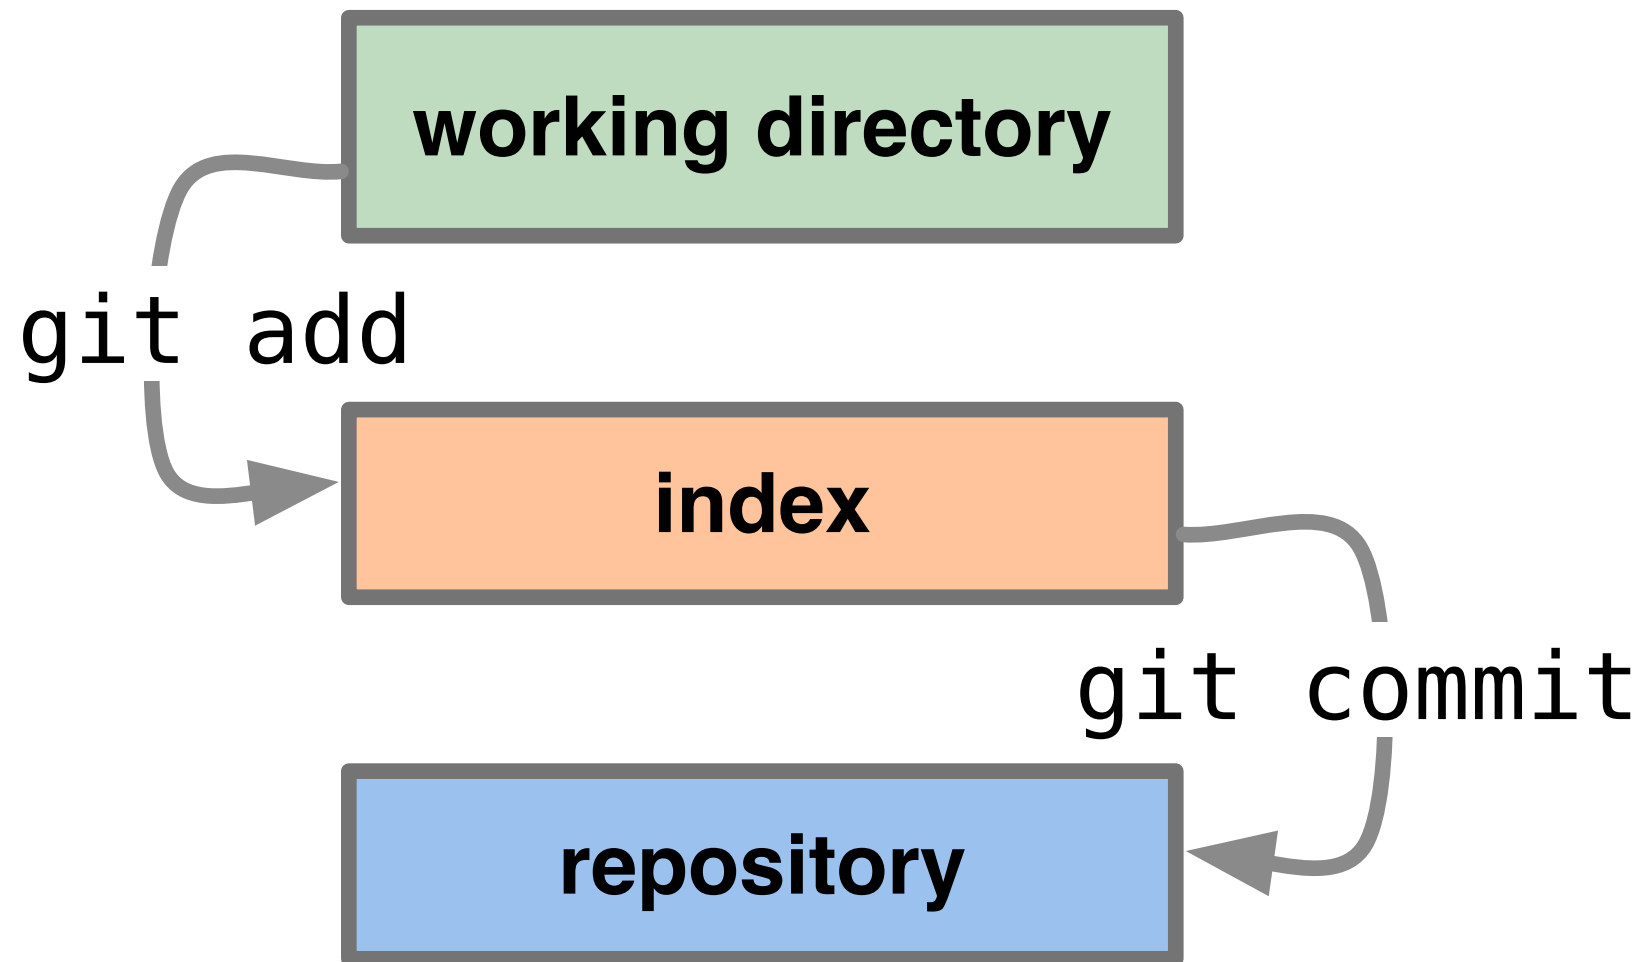 working directory
git add
index
git commit
repository